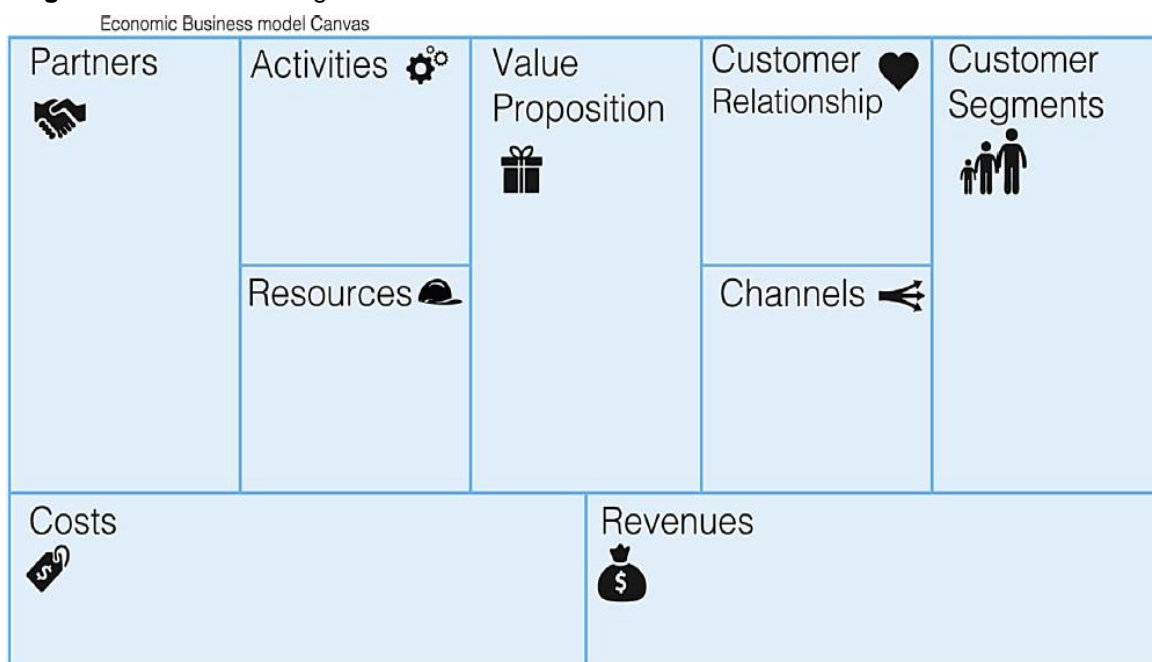 Economic Business model Canvas
Partners
Activities
Value
Proposition
Customer
Relationship
Customer
Segments
Resources
Channels
Costs
$
Revenues
$